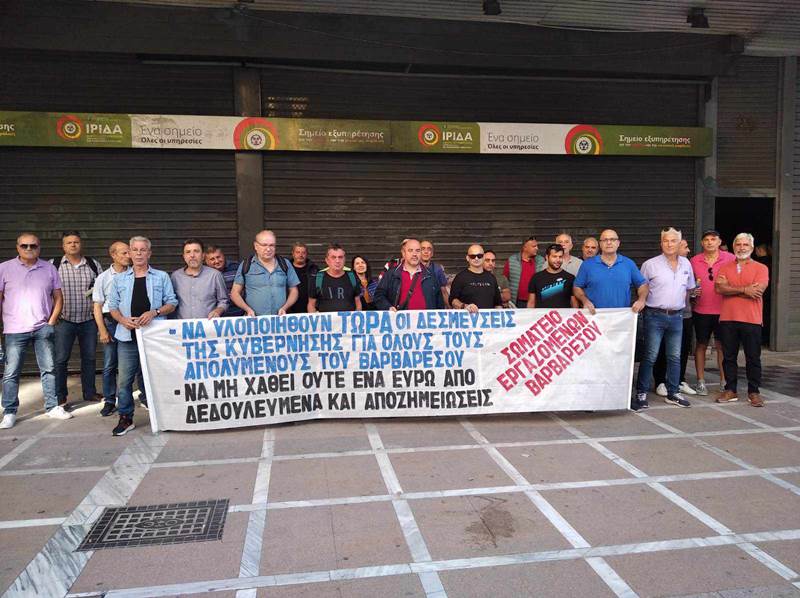 ΙΡΙΔΑ
Ένα σημείο
Όλες οι υπηρεσίες
Σημείο εξυπηρέτησης
ΙΡΙΔΑ
Ένα σημείο
Όλες οι υπηρεσίες
Σημείο εξυπηρέτησης
- ΝΑ ΥΛΟΠΟΙΗΘΟΥΝ ΤΩΡΑ ΟΙ ΔΕΣΜΕΥΣΕΙΣ
ΤΗΣ ΚΥΒΕΡΝΗΣΗΣ ΓΙΑ ΟΛΟΥΣ ΤΟΥΣ
ΑΠΟΛΥΜΕΝΟΥΣ ΤΟΥ ΒΑΡΒΑΡΕΣΟΥ
- ΝΑ ΜΗ ΧΑΘΕΙ ΟΥΤΕ ΕΝΑ ΕΥΡΩ ΑΠΟ
ΔΕΔΟΥΛΕΥΜΕΝΑ ΚΑΙ ΑΠΟΖΗΜΕΙΩΣΕΙΣ
ΣΩΜΑΤΕΙΟ
ΕΡΓΑΖΟΜΕΝΩΝ
ΒΑΡΒΑΡΕΣΟΥ